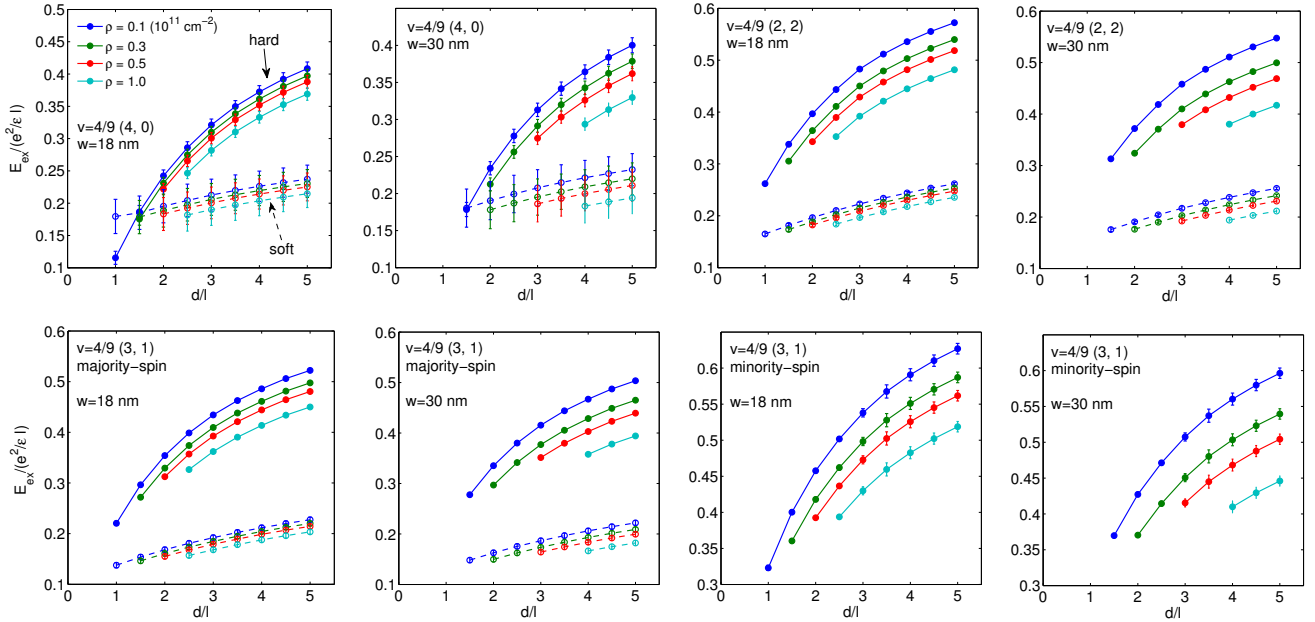 0.6
0.5
0.4
0.3
0.2
0.1
0 1 2 3 4 5
E_ex/(e²/ε l)
d/l
ρ = 0.1 (10¹¹ cm⁻²)
ρ = 0.3
ρ = 0.5
ρ = 1.0
hard
soft
ν=4/9 (4, 0)
w=18 nm
0.4
0.35
0.3
0.25
0.2
0.15
0.1
0 1 2 3 4 5
d/l
ν=4/9 (4, 0)
w=30 nm
0.6
0.5
0.4
0.3
0.2
0.1
0 1 2 3 4 5
d/l
ν=4/9 (2, 2)
w=18 nm
0.6
0.5
0.4
0.3
0.2
0.1
0 1 2 3 4 5
d/l
ν=4/9 (2, 2)
w=30 nm
0.6
0.5
0.4
0.3
0.2
0.1
0 1 2 3 4 5
E_ex/(e²/ε l)
d/l
ν=4/9 (3, 1)
majority−spin
w=18 nm
0.6
0.5
0.4
0.3
0.2
0.1
0 1 2 3 4 5
d/l
ν=4/9 (3, 1)
majority−spin
w=30 nm
0.65
0.6
0.55
0.5
0.45
0.4
0.35
0.3
0 1 2 3 4 5
d/l
ν=4/9 (3, 1)
minority−spin
w=18 nm
0.65
0.6
0.55
0.5
0.45
0.4
0.35
0.3
0 1 2 3 4 5
d/l
ν=4/9 (3, 1)
minority−spin
w=30 nm